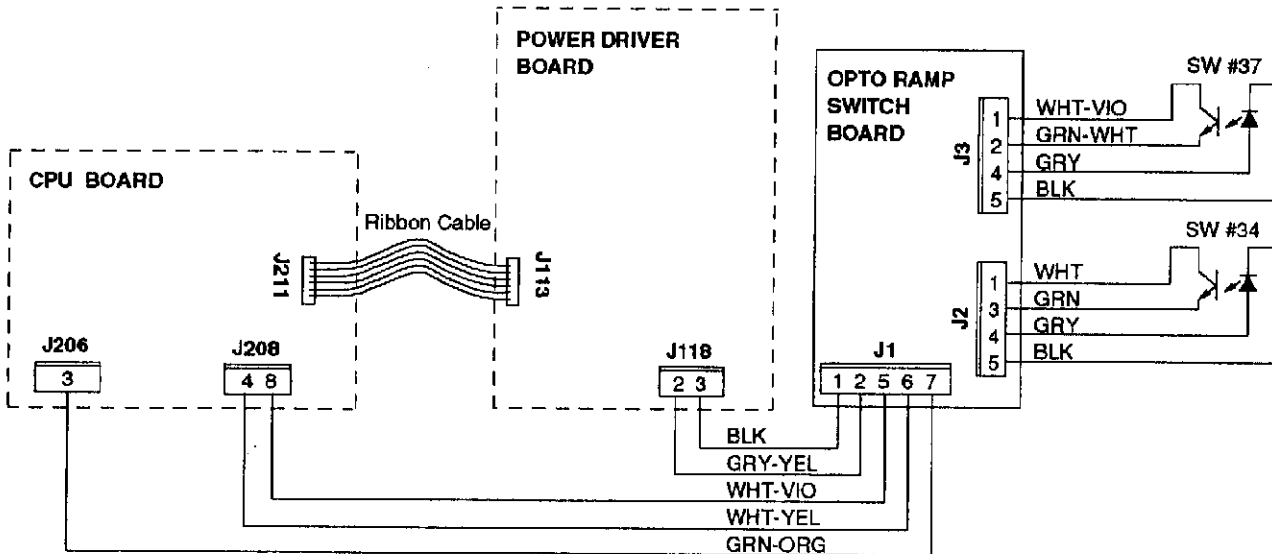 POWER DRIVER
BOARD
OPTO RAMP
SWITCH
BOARD
SW #37
J3
1
2
4
5
WHT-VIO
GRN-WHT
GRY
BLK
CPU BOARD
Ribbon Cable
J211
J113
SW #34
J2
1
3
4
5
WHT
GRN
GRY
BLK
J206
3
J208
4 8
J118
2 3
J1
1 2 5 6 7
BLK
GRY-YEL
WHT-VIO
WHT-YEL
GRN-ORG